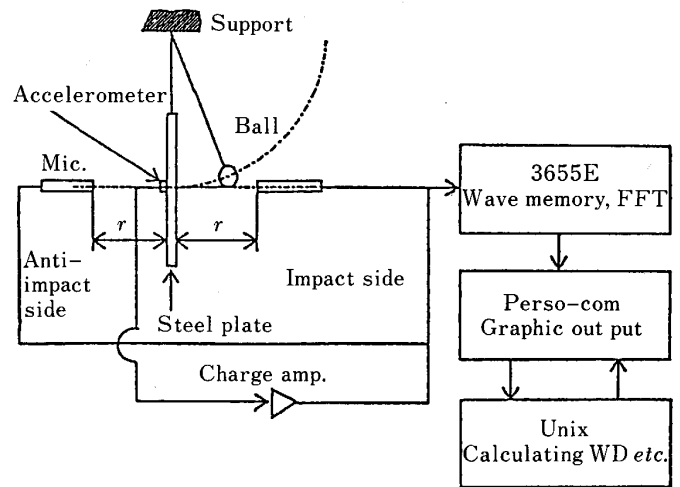 Support
Accelerometer
Ball
Mic.
r
r
Anti-
impact
side
Impact side
Steel plate
Charge amp.
3655E
Wave memory, FFT
Perso-com
Graphic out put
Unix
Calculating WD etc.